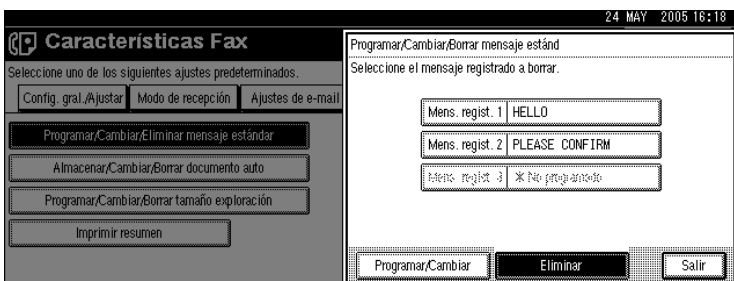 24 MAY 2005 16:18
Características Fax
Seleccione uno de los siguientes ajustes predeterminados.
Config. gral./Ajustar
Modo de recepción
Ajustes de e-mail
Programar/Cambiar/Eliminar mensaje estándar
Almacenar/Cambiar/Borrar documento auto
Programar/Cambiar/Borrar tamaño exploración
Imprimir resumen
Programar/Cambiar/Borrar mensaje estánd
Seleccione el mensaje registrado a borrar.
Mens. regist. 1 HELLO
Mens. regist. 2 PLEASE CONFIRM
Mens. regist. 3 * No programado
Programar/Cambiar
Eliminar
Salir